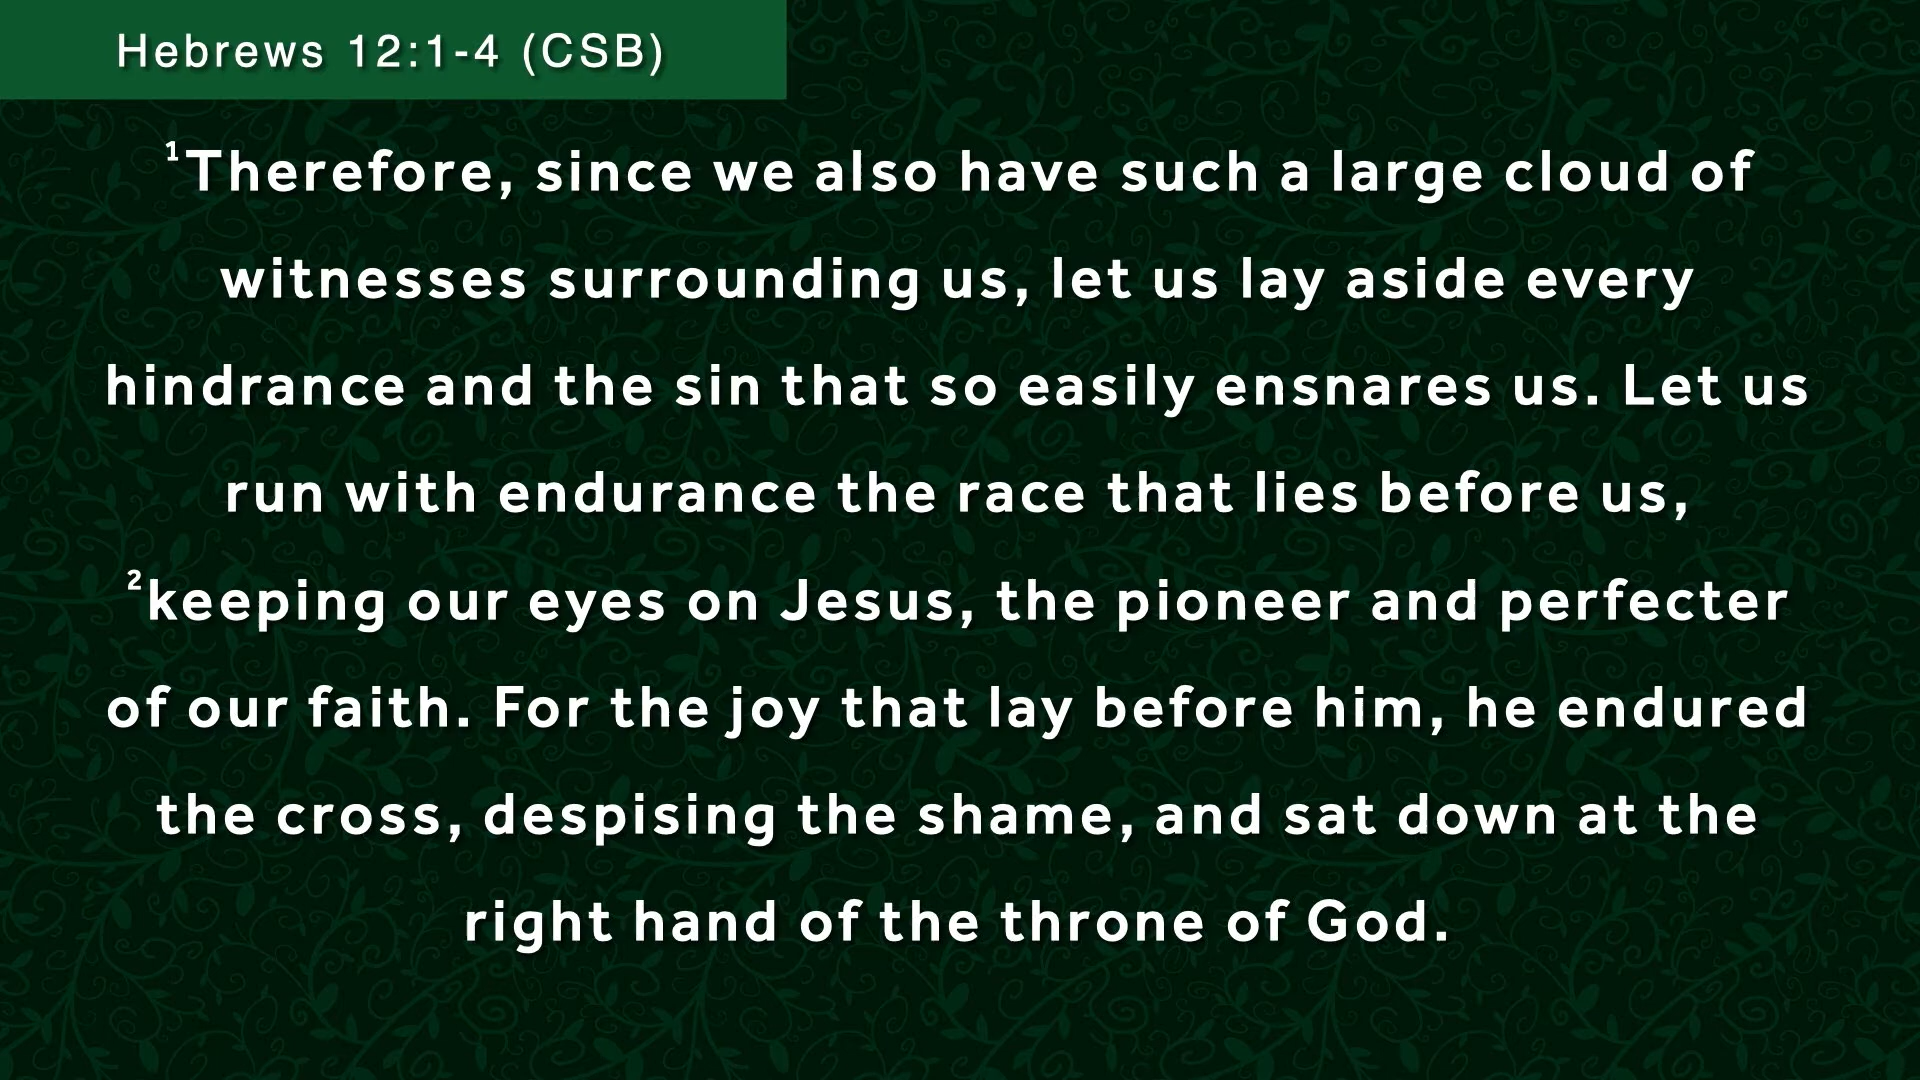 Hebrews 12:1-4 (CSB)
¹Therefore, since we also have such a large cloud of
witnesses surrounding us, let us lay aside every
hindrance and the sin that so easily ensnares us. Let us
run with endurance the race that lies before us,
²keeping our eyes on Jesus, the pioneer and perfecter
of our faith. For the joy that lay before him, he endured
the cross, despising the shame, and sat down at the
right hand of the throne of God.